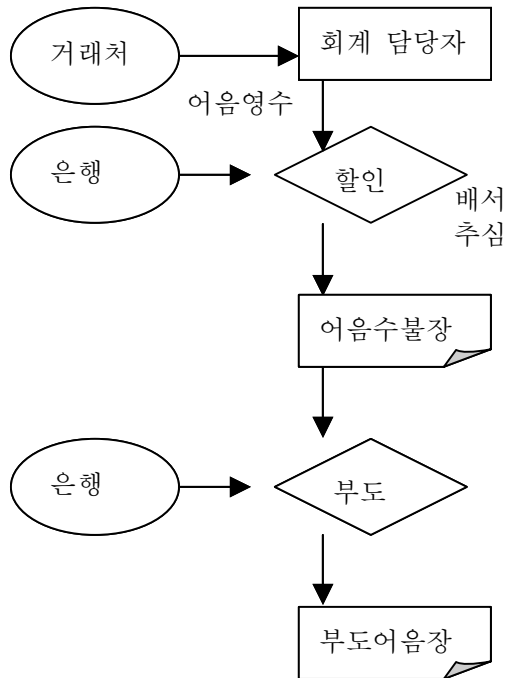 거래처
회계 담당자
어음영수
은행
할인
배서
추심
어음수불장
은행
부도
부도어음장